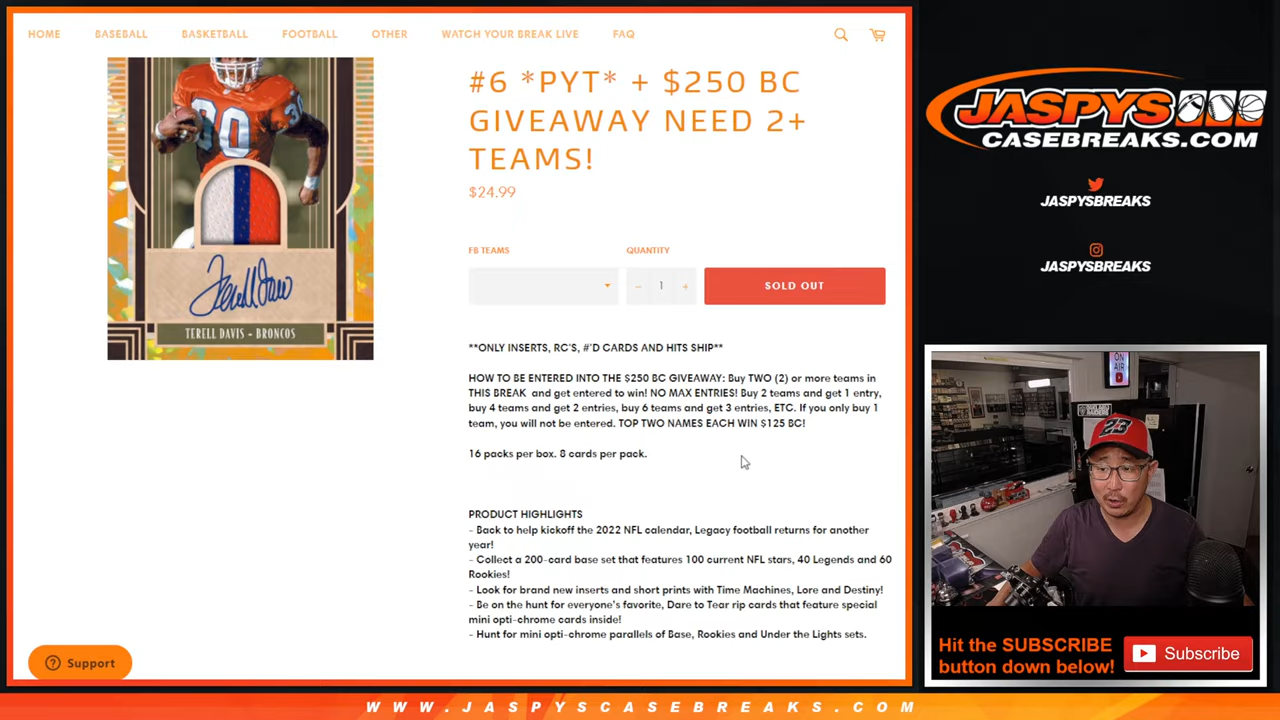 HOME BASEBALL BASKETBALL FOOTBALL OTHER WATCH YOUR BREAK LIVE FAQ
#6 *PYT* + $250 BC
GIVEAWAY NEED 2+
TEAMS!
$24.99
FB TEAMS QUANTITY
1
SOLD OUT
80
Terell Davis
TERELL DAVIS - BRONCOS
**ONLY INSERTS, RC'S, #'D CARDS AND HITS SHIP**
HOW TO BE ENTERED INTO THE $250 BC GIVEAWAY: Buy TWO (2) or more teams in
THIS BREAK and get entered to win! NO MAX ENTRIES! Buy 2 teams and get 1 entry,
buy 4 teams and get 2 entries, buy 6 teams and get 3 entries, ETC. If you only buy 1
team, you will not be entered. TOP TWO NAMES EACH WIN $125 BC!
16 packs per box. 8 cards per pack.
PRODUCT HIGHLIGHTS
- Back to help kickoff the 2022 NFL calendar, Legacy football returns for another
year!
- Collect a 200-card base set that features 100 current NFL stars, 40 Legends and 60
Rookies!
- Look for brand new inserts and short prints with Time Machines, Lore and Destiny!
- Be on the hunt for everyone's favorite, Dare to Tear rip cards that feature special
mini opti-chrome cards inside!
- Hunt for mini opti-chrome parallels of Base, Rookies and Under the Lights sets.
Support
JASPYS
CASEBREAKS.COM
JASPYSBREAKS
JASPYSBREAKS
ON
AIR
23
Hit the SUBSCRIBE
button down below!
Subscribe
WWW.JASPYSCASEBREAKS.COM